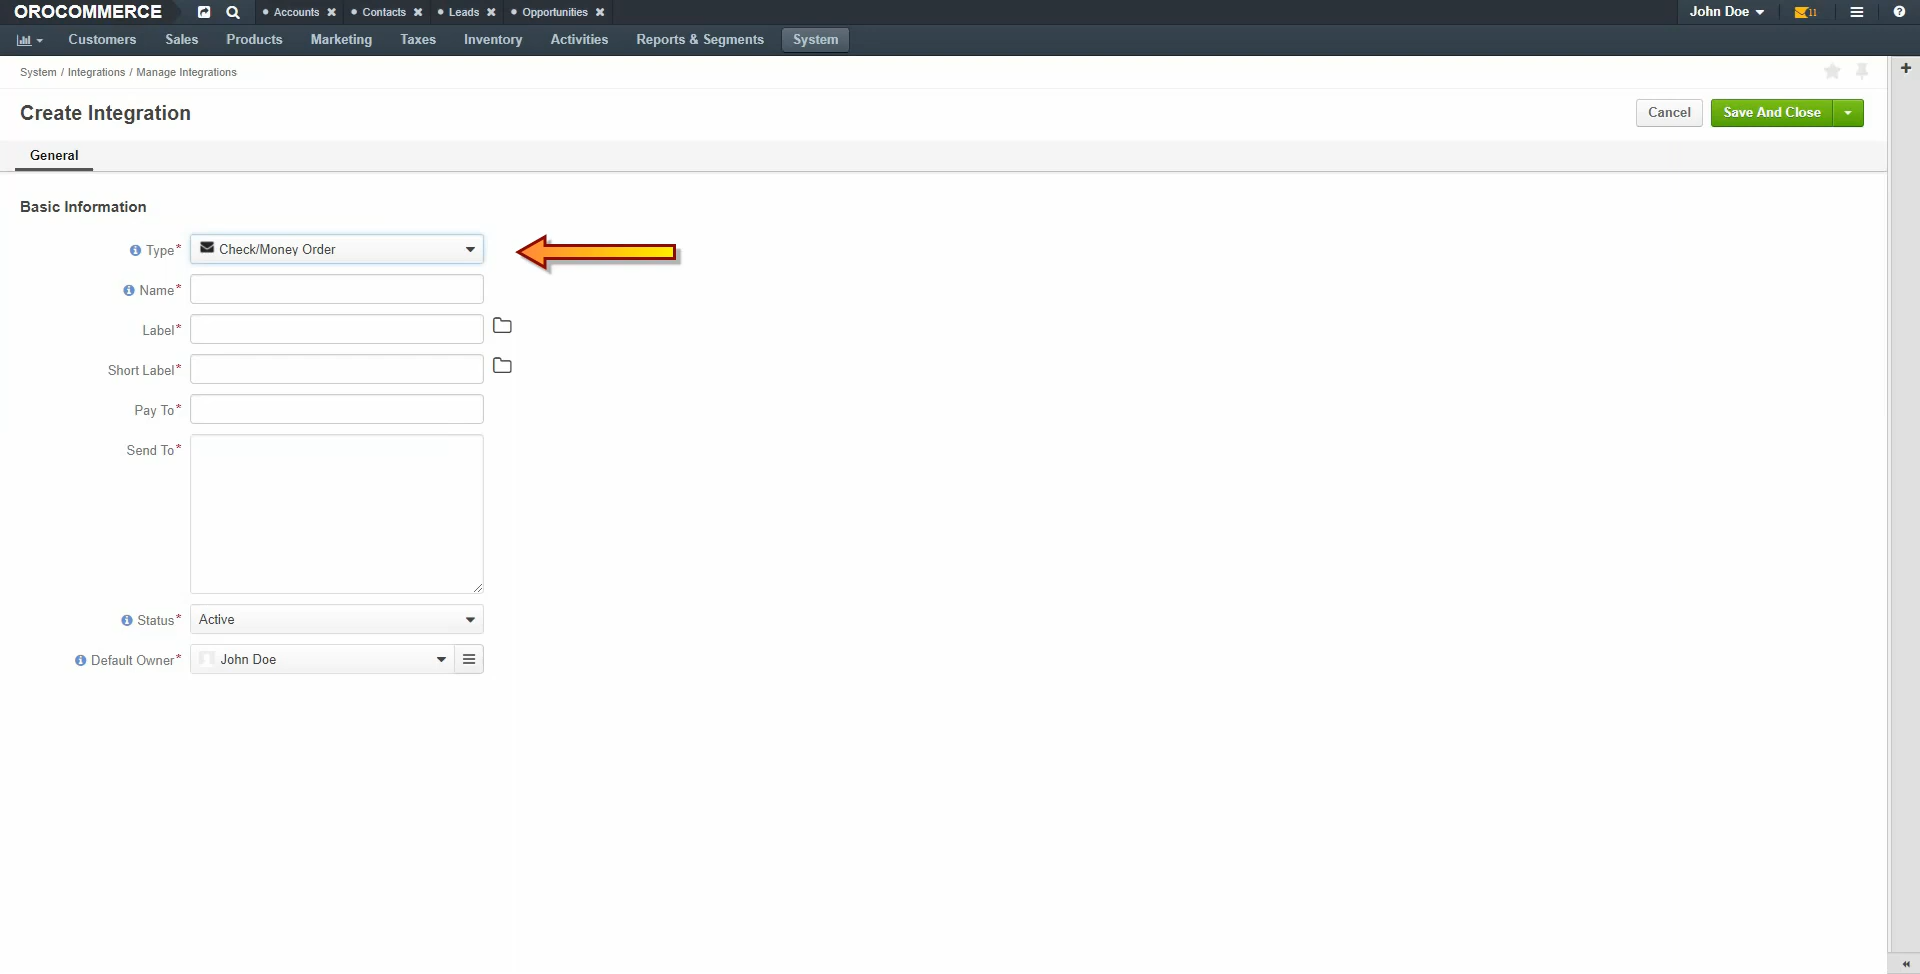 OROCOMMERCE Accounts Contacts Leads Opportunities John Doe 11
Customers Sales Products Marketing Taxes Inventory Activities Reports & Segments System
System / Integrations / Manage Integrations
Create Integration Cancel Save And Close
General
Basic Information
Type* Check/Money Order
Name*
Label*
Short Label*
Pay To*
Send To*
Status* Active
Default Owner* John Doe